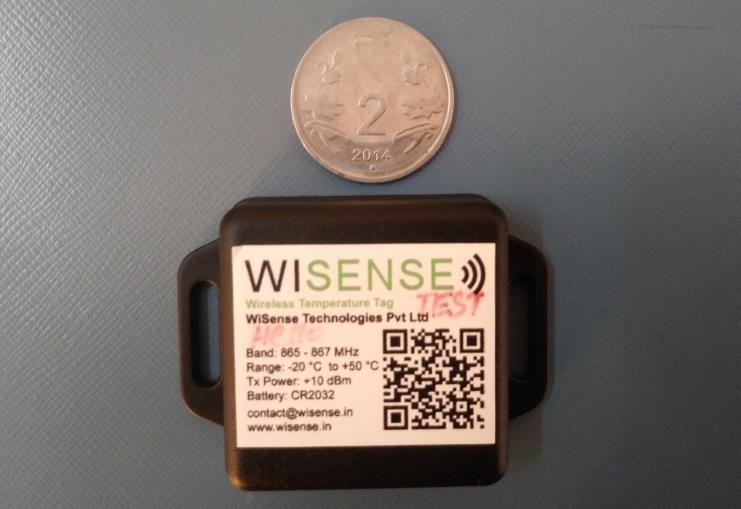 2
2014
WISENSE
Wireless Temperature Tag
TEST
WiSense Technologies Pvt Ltd
Hello
Band: 865 - 867 MHz
Range: -20 °C to +50 °C
Tx Power: +10 dBm
Battery: CR2032
contact@wisense.in
www.wisense.in